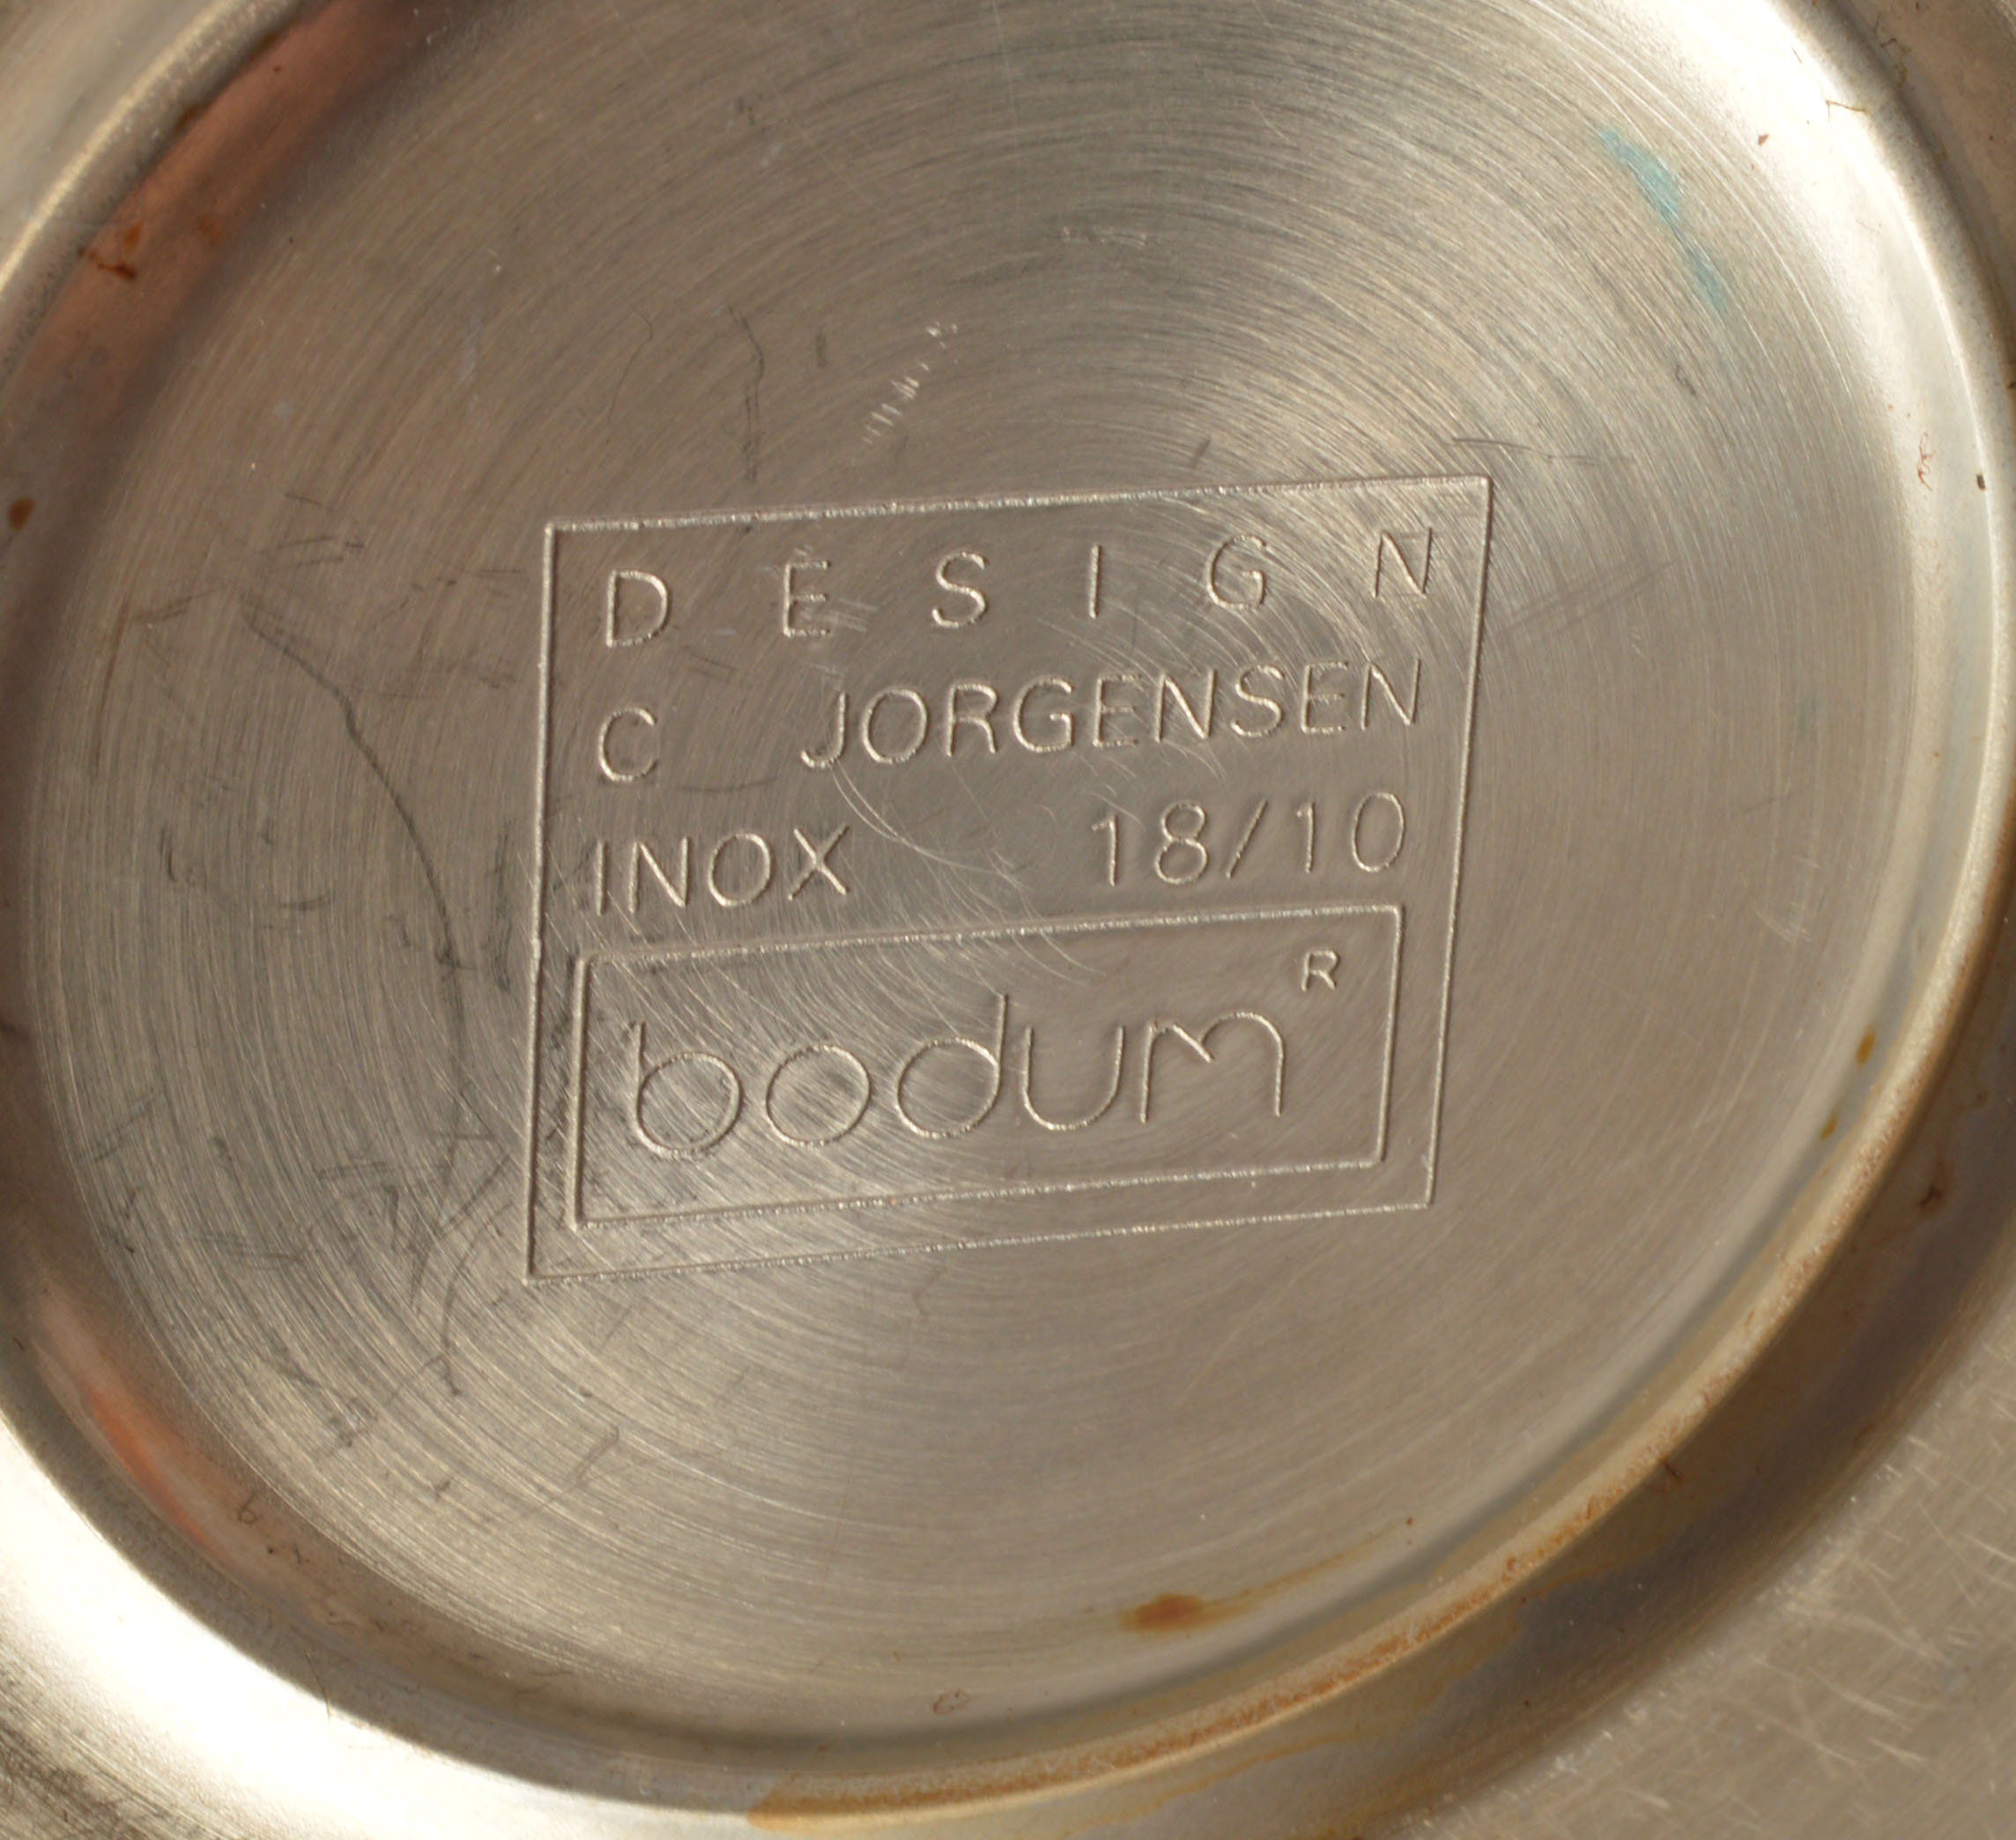 DESIGN
C JORGENSEN
INOX 18/10
bodum R